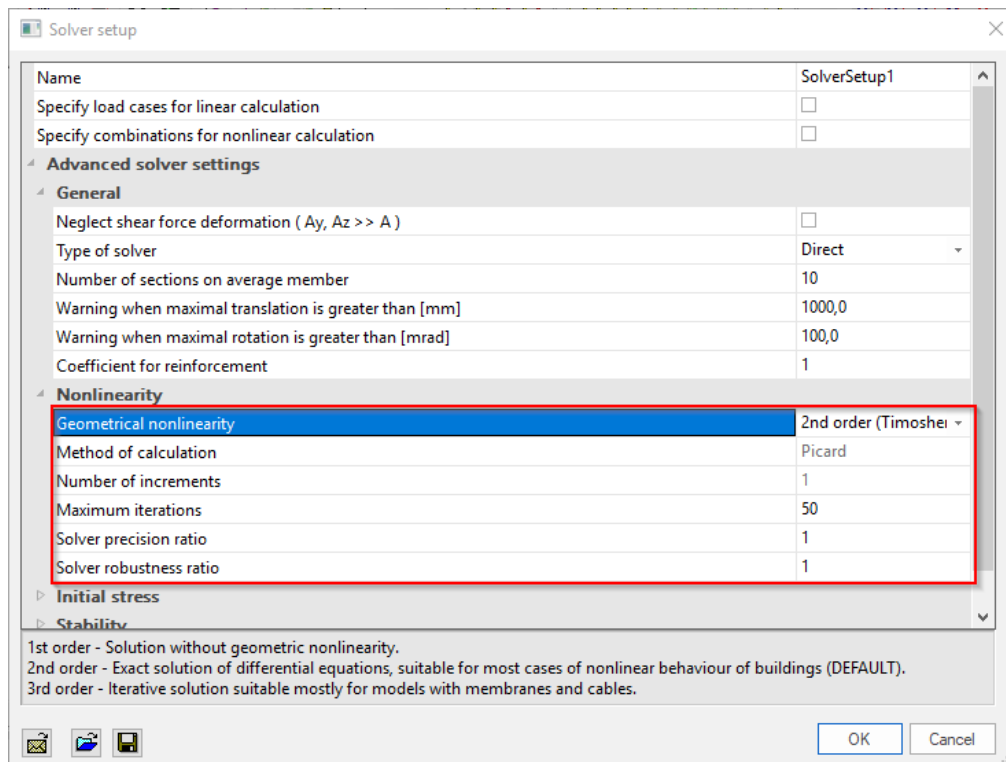 Solver setup
Name SolverSetup1
Specify load cases for linear calculation
Specify combinations for nonlinear calculation
Advanced solver settings
General
Neglect shear force deformation ( Ay, Az >> A )
Type of solver Direct
Number of sections on average member 10
Warning when maximal translation is greater than [mm] 1000,0
Warning when maximal rotation is greater than [mrad] 100,0
Coefficient for reinforcement 1
Nonlinearity
Geometrical nonlinearity 2nd order (Timoshe
Method of calculation Picard
Number of increments 1
Maximum iterations 50
Solver precision ratio 1
Solver robustness ratio 1
Initial stress
Stability
1st order - Solution without geometric nonlinearity.
2nd order - Exact solution of differential equations, suitable for most cases of nonlinear behaviour of buildings (DEFAULT).
3rd order - Iterative solution suitable mostly for models with membranes and cables.
OK Cancel